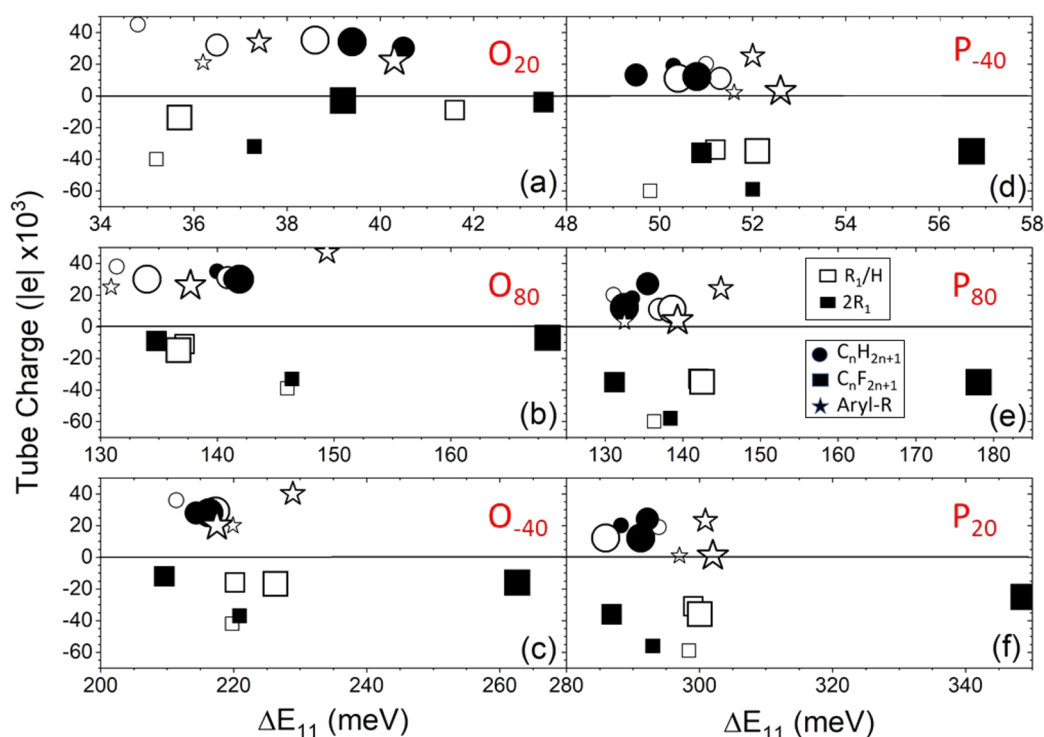 Tube Charge (|e| x10³)
40
20
0
-20
-40
-60
O₂₀
(a)
34 36 38 40 42 44
P₋₄₀
(d)
48 50 52 54 56 58
80
60
40
20
0
-20
-40
-60
O₈₀
(b)
130 140 150 160
P₈₀
R₁/H
2R₁
CₙH₂ₙ₊₁
CₙF₂ₙ₊₁
Aryl-R
(e)
130 140 150 160 170 180
40
20
0
-20
-40
-60
O₋₄₀
(c)
200 220 240 260
P₂₀
(f)
280 300 320 340
ΔE₁₁ (meV)
ΔE₁₁ (meV)